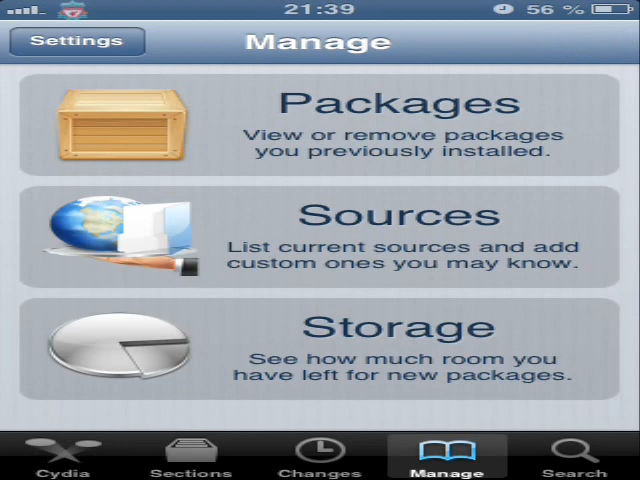 21:39
56 %
Settings
Manage
Packages
View or remove packages
you previously installed.
Sources
List current sources and add
custom ones you may know.
Storage
See how much room you
have left for new packages.
Cydia
Sections
Changes
Manage
Search